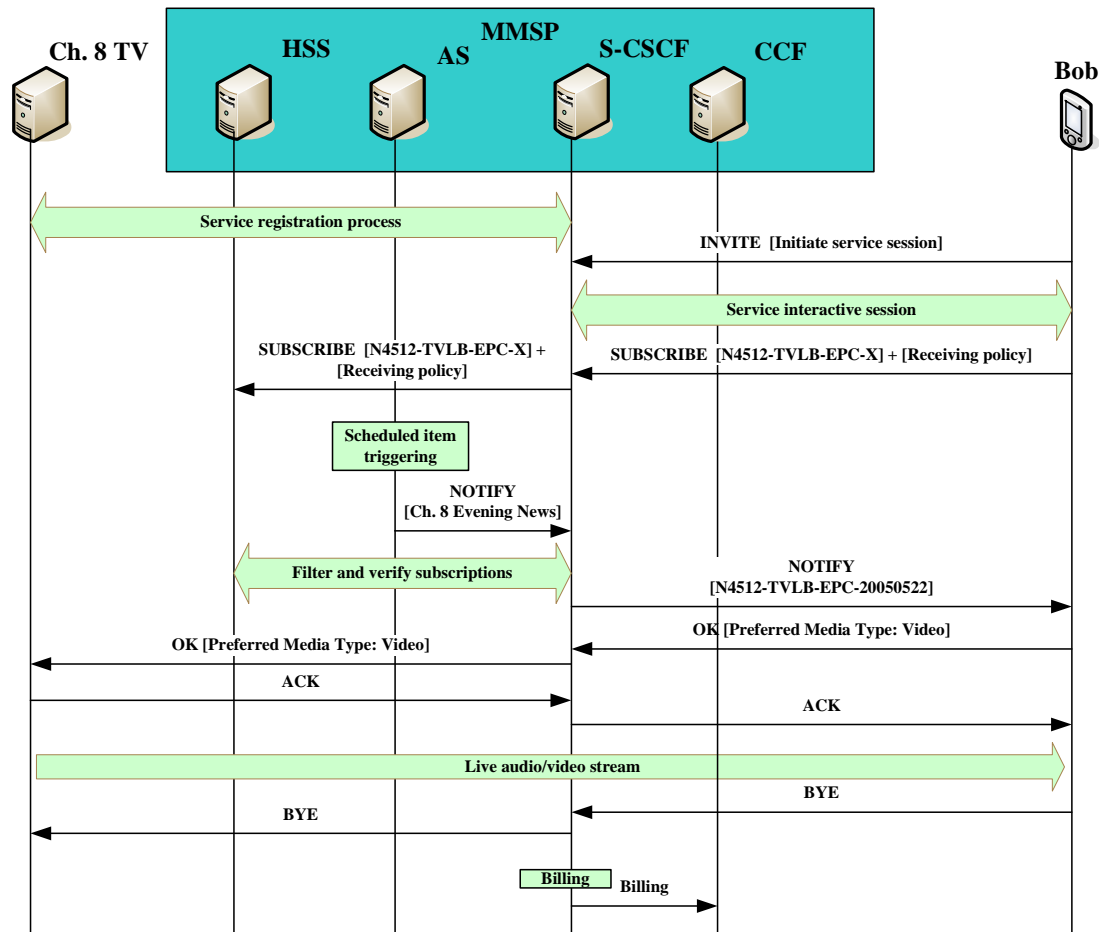 MMSP
Ch. 8 TV
HSS
AS
S-CSCF
CCF
Bob
Service registration process
INVITE  [Initiate service session]
Service interactive session
SUBSCRIBE  [N4512-TVLB-EPC-X] +
[Receiving policy]
SUBSCRIBE  [N4512-TVLB-EPC-X] + [Receiving policy]
Scheduled item
triggering
NOTIFY
[Ch. 8 Evening News]
Filter and verify subscriptions
NOTIFY
[N4512-TVLB-EPC-20050522]
OK [Preferred Media Type: Video]
OK [Preferred Media Type: Video]
ACK
ACK
Live audio/video stream
BYE
BYE
Billing
Billing